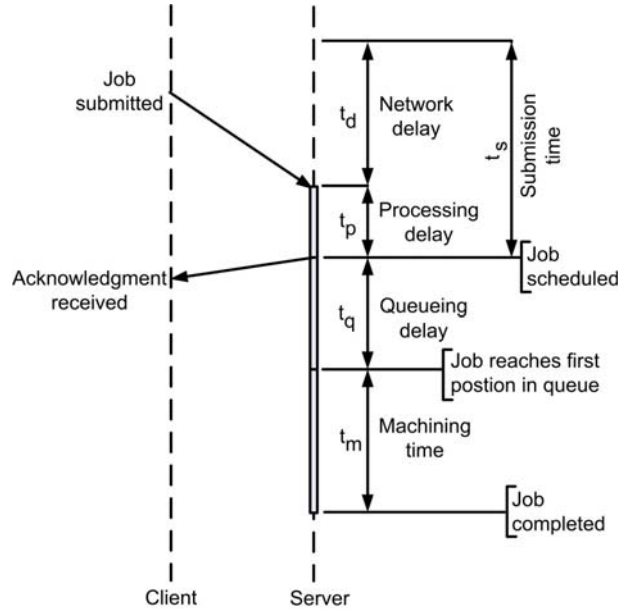 Job
submitted
t_d
Network
delay
t_s
Submission
time
t_p
Processing
delay
Acknowledgment
received
Job
scheduled
t_q
Queueing
delay
Job reaches first
postion in queue
t_m
Machining
time
Job
completed
Client
Server